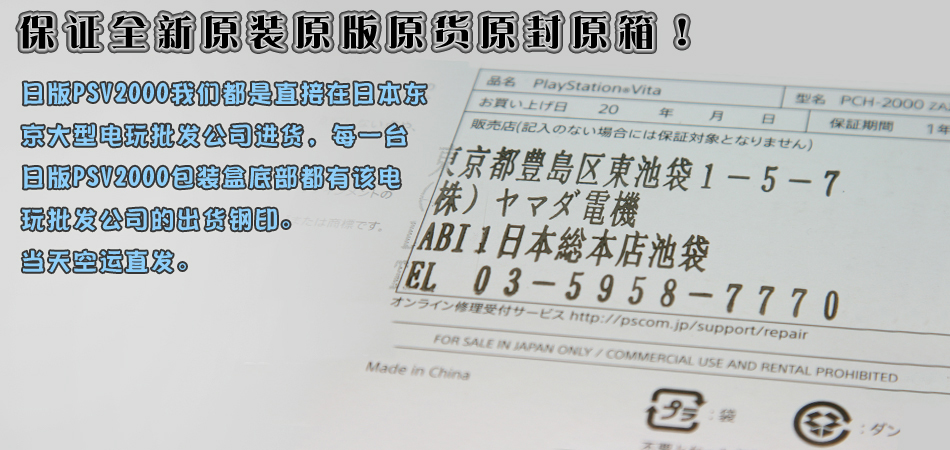 保证全新原装原版原货原封原箱！
日版PSV2000我们都是直接在日本东
京大型电玩批发公司进货，每一台
日版PSV2000包装盒底部都有该电
玩批发公司的出货钢印。
当天空运直发。
品名 PlayStation®Vita
型名 PCH-2000 ZA
お買い上げ日 20 年 月 日
保証期間 1年
販売店(記入のない場合には保証対象となりません)
東京都豊島区東池袋1-5-7
株）ヤマダ電機
ABI1日本総本店池袋
EL 03-5958-7770
オンライン修理受付サービス http://pscom.jp/support/repair
FOR SALE IN JAPAN ONLY / COMMERCIAL USE AND RENTAL PROHIBITED
Made in China
プラ : 袋
: ダン